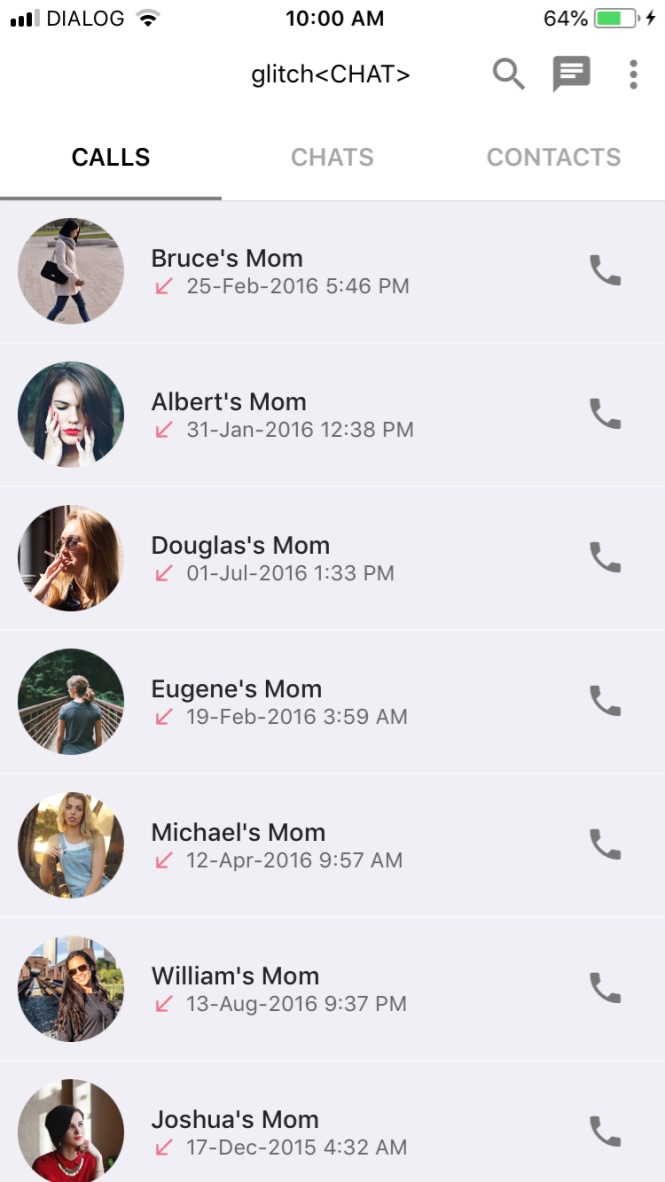 DIALOG 10:00 AM 64%
glitch<CHAT>
CALLS CHATS CONTACTS
Bruce's Mom
25-Feb-2016 5:46 PM
Albert's Mom
31-Jan-2016 12:38 PM
Douglas's Mom
01-Jul-2016 1:33 PM
Eugene's Mom
19-Feb-2016 3:59 AM
Michael's Mom
12-Apr-2016 9:57 AM
William's Mom
13-Aug-2016 9:37 PM
Joshua's Mom
17-Dec-2015 4:32 AM